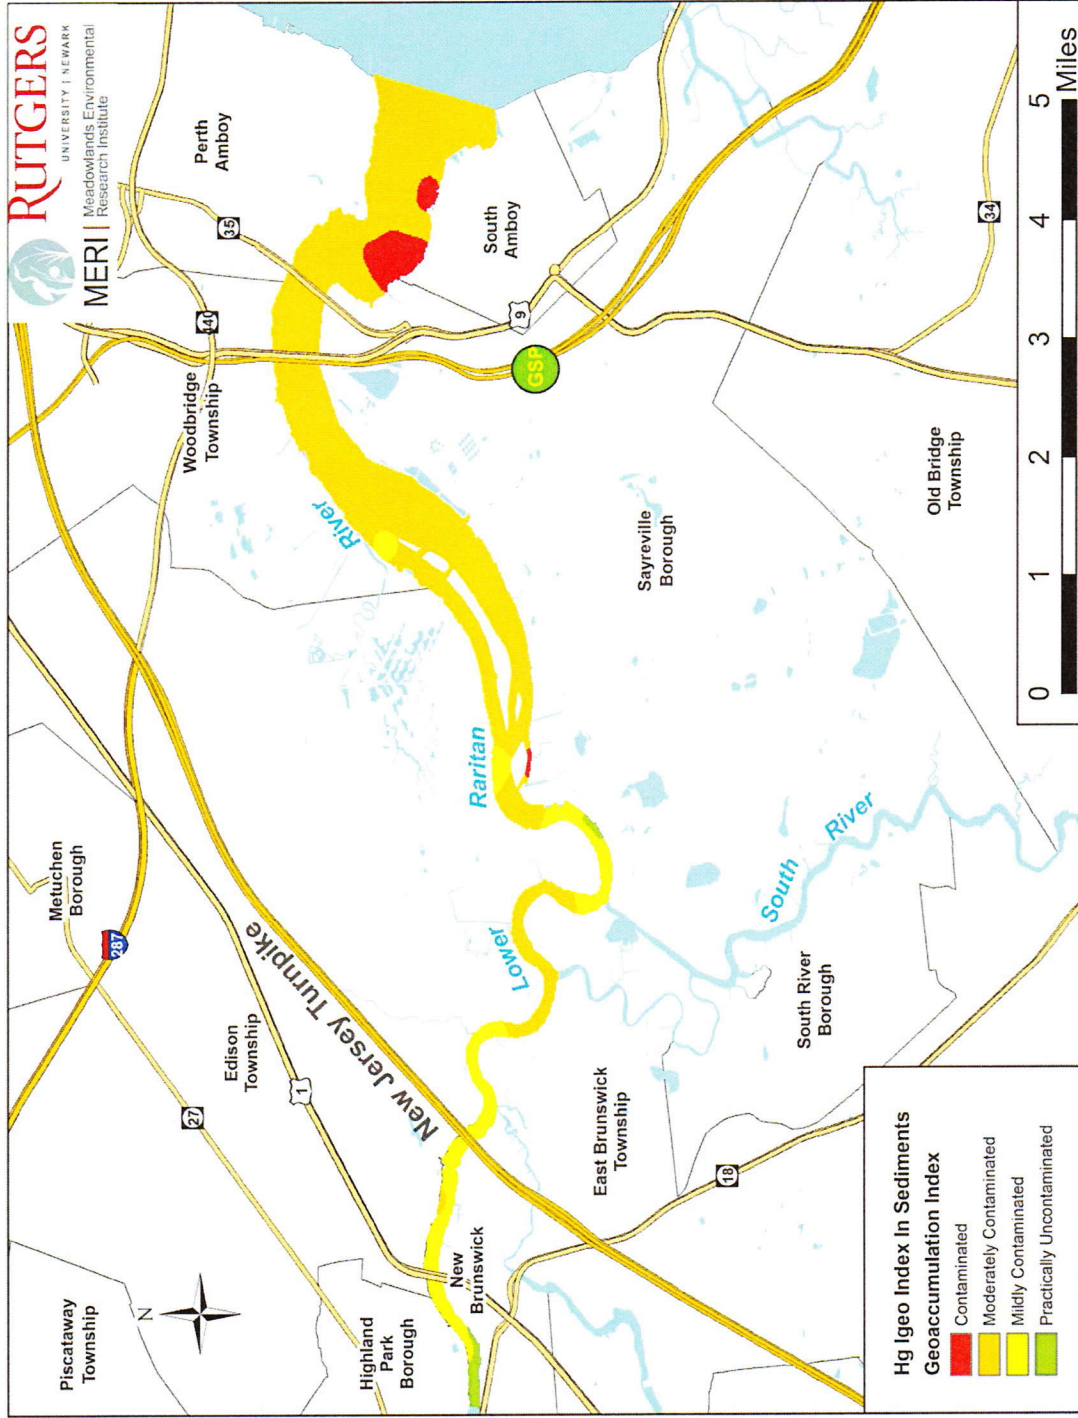 RUTGERS
UNIVERSITY | NEWARK
MERI | Meadowlands Environmental
Research Institute
Piscataway
Township
N
27
287
Metuchen
Borough
Edison
Township
1
Highland
Park
Borough
New
Brunswick
New Jersey Turnpike
Woodbridge
Township
440
35
Perth
Amboy
Lower
Raritan
River
South
Amboy
9
GSP
East Brunswick
Township
18
South River
Borough
South
River
Sayreville
Borough
Old Bridge
Township
34
Hg Igeo Index In Sediments
Geoaccumulation Index
Contaminated
Moderately Contaminated
Mildly Contaminated
Practically Uncontaminated
0 1 2 3 4 5
Miles